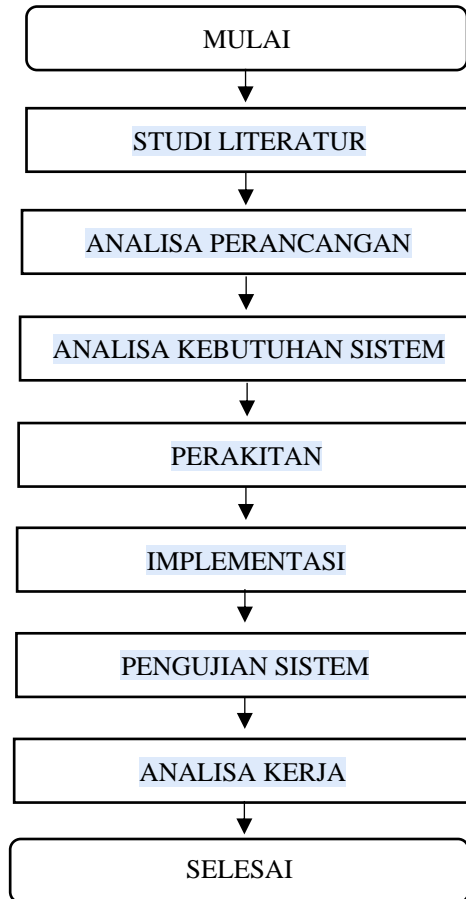 MULAI
STUDI LITERATUR
ANALISA PERANCANGAN
ANALISA KEBUTUHAN SISTEM
PERAKITAN
IMPLEMENTASI
PENGUJIAN SISTEM
ANALISA KERJA
SELESAI